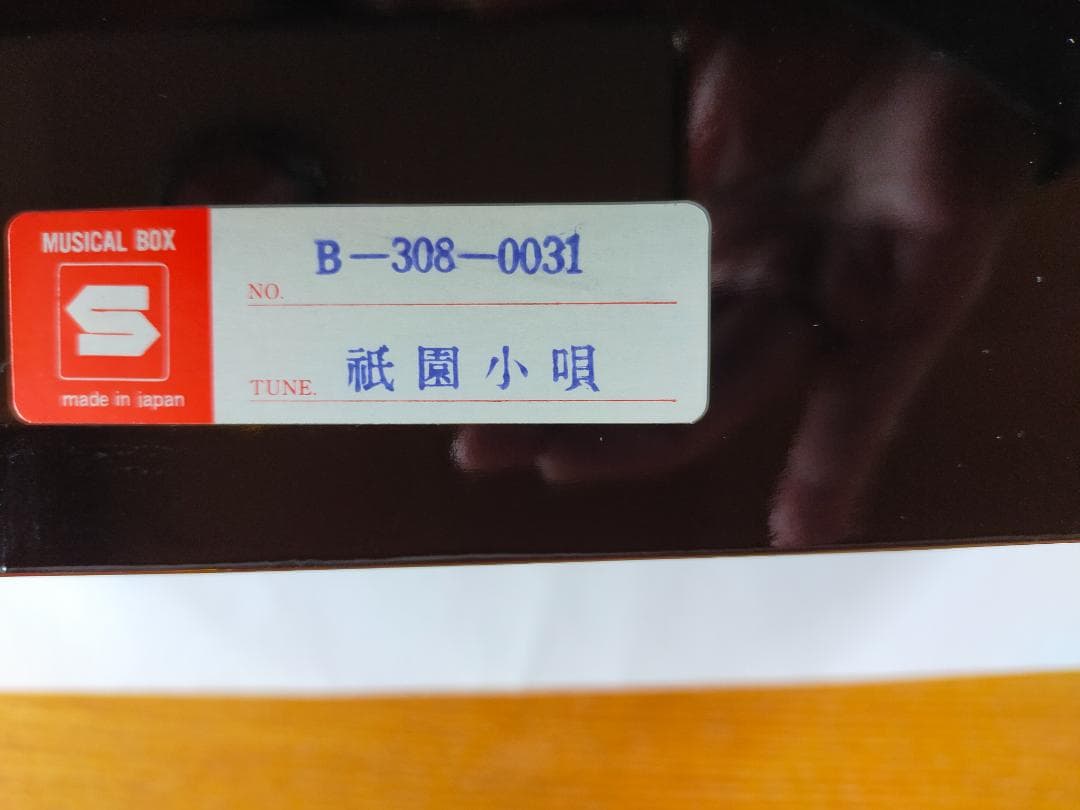 MUSICAL BOX
S
made in japan
B-308-0031
NO.
TUNE. 祇園小唄